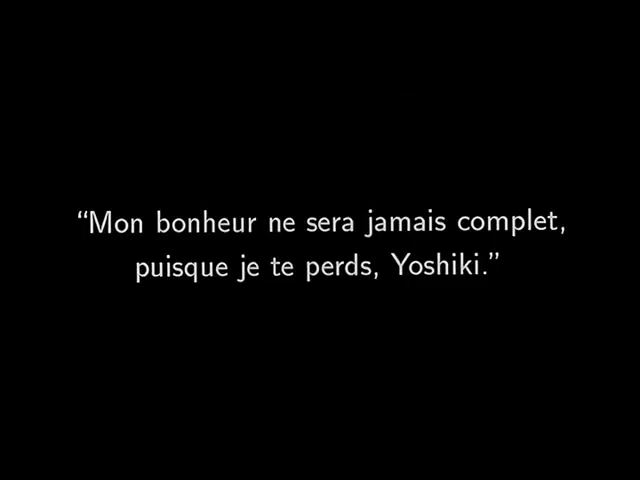 “Mon bonheur ne sera jamais complet,
puisque je te perds, Yoshiki.”